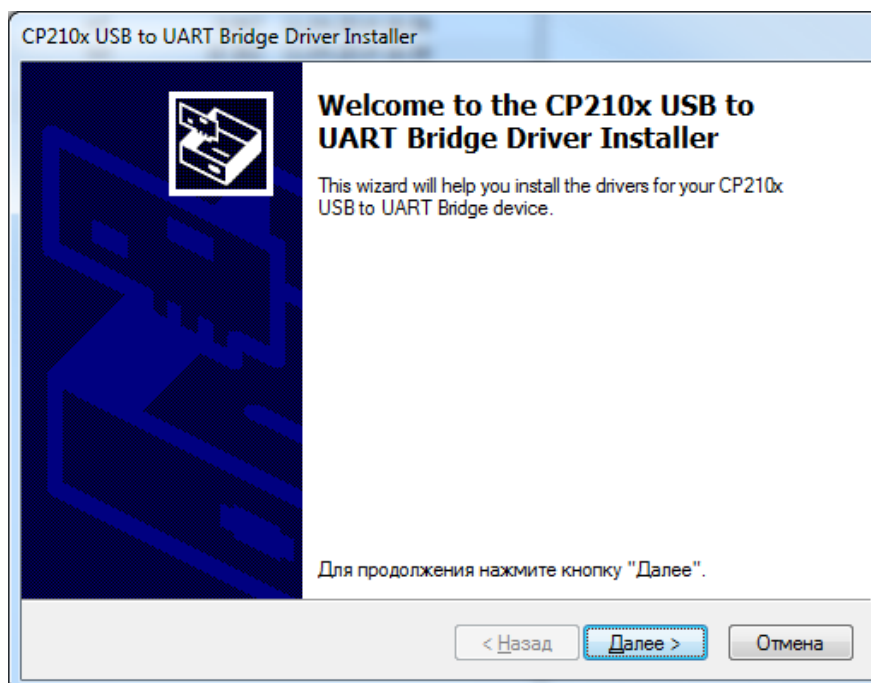 CP210x USB to UART Bridge Driver Installer
Welcome to the CP210x USB to
UART Bridge Driver Installer
This wizard will help you install the drivers for your CP210x
USB to UART Bridge device.
Для продолжения нажмите кнопку "Далее".
< Назад Далее > Отмена